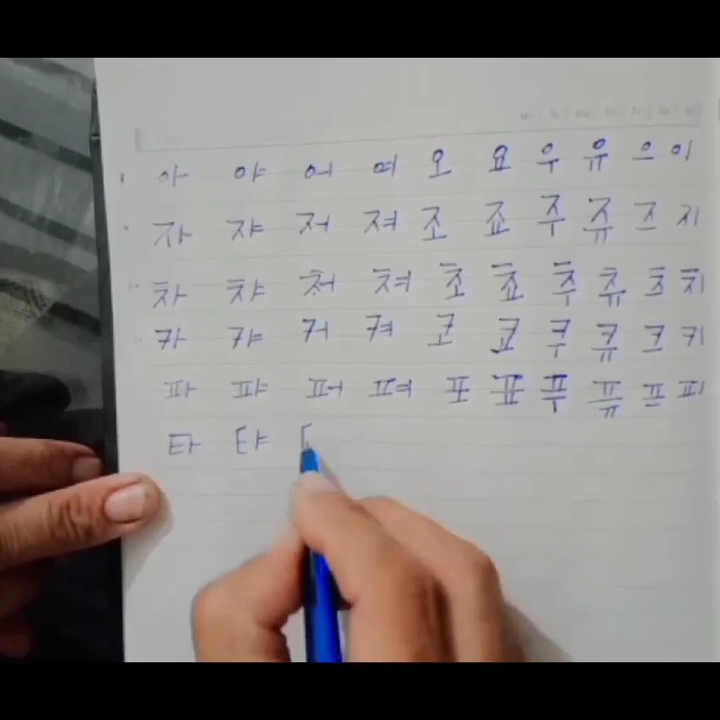 아 야 어 여 오 요 우 유 으 이
자 쟈 저 져 조 죠 주 쥬 즈 지
차 챠 처 쳐 초 쵸 추 츄 츠 치
카 캬 커 켜 코 쿄 쿠 큐 크 키
파 퍄 퍼 펴 포 표 푸 퓨 프 피
타 탸